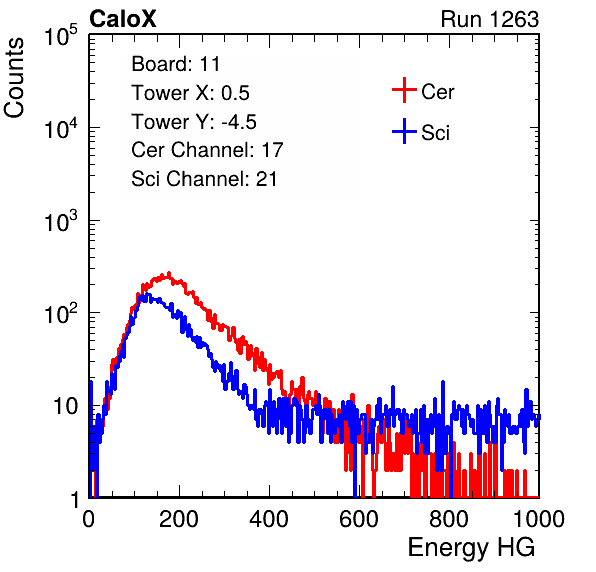 CaloX Run 1263
Counts
Board: 11
Tower X: 0.5
Tower Y: -4.5
Cer Channel: 17
Sci Channel: 21
Cer
Sci
10^5
10^4
10^3
10^2
10
1
0 200 400 600 800 1000
Energy HG